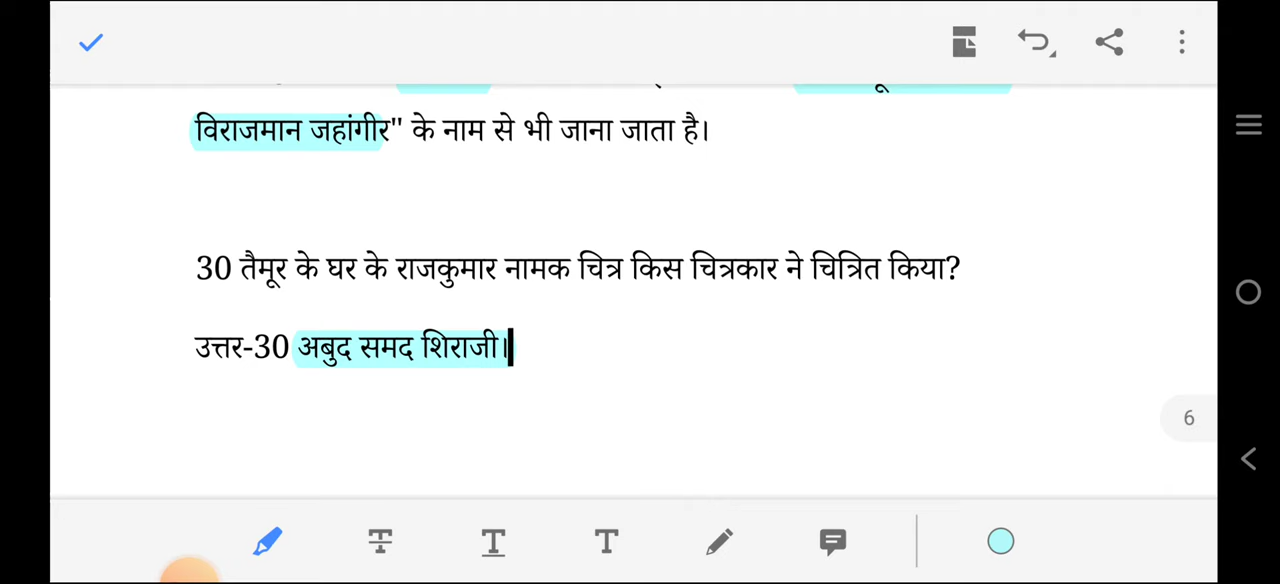 विराजमान जहांगीर" के नाम से भी जाना जाता है।
30 तैमूर के घर के राजकुमार नामक चित्र किस चित्रकार ने चित्रित किया?
उत्तर-30 अबुद समद शिराजी।
6